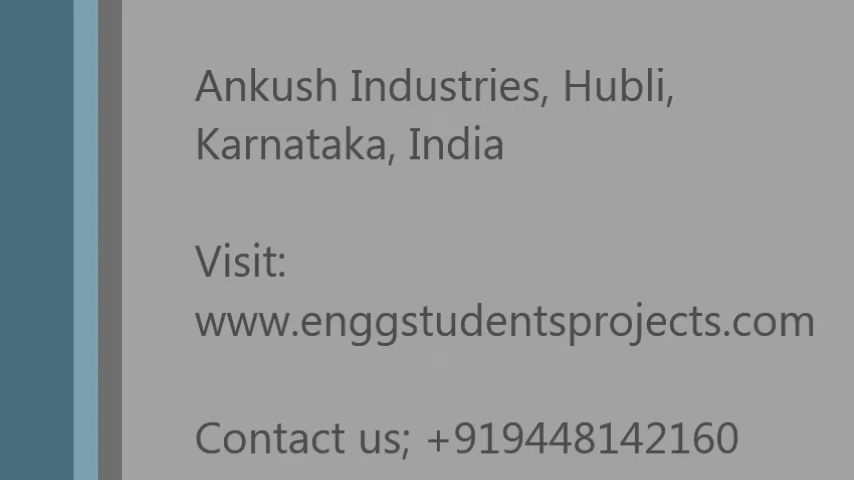 Ankush Industries, Hubli,
Karnataka, India
Visit:
www.enggstudentsprojects.com
Contact us; +919448142160